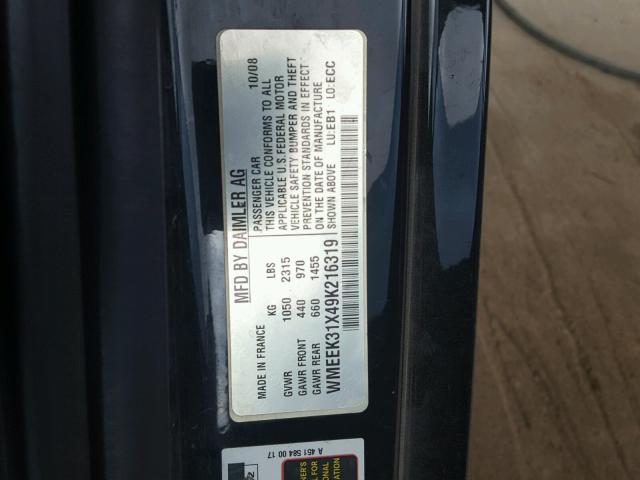 MFD BY DAIMLER AG
PASSENGER CAR 10/08
THIS VEHICLE CONFORMS TO ALL
APPLICABLE U.S. FEDERAL MOTOR
VEHICLE SAFETY BUMPER AND THEFT
PREVENTION STANDARDS IN EFFECT
ON THE DATE OF MANUFACTURE
SHOWN ABOVE LU:EB1 LO:ECC
MADE IN FRANCE KG LBS
GVWR 1050 2315
GAWR FRONT 440 970
GAWR REAR 660 1455
WMEEK31X49K216319
A 451 584 00 17
FOR